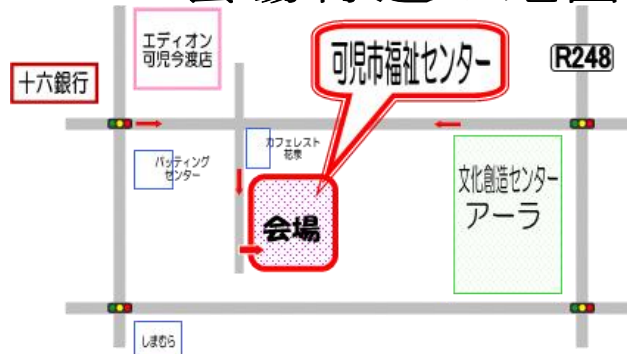 エディオン
可児今渡店
十六銀行
可児市福祉センター
R248
カフェレスト
花泉
バッティング
センター
文化創造センター
アーラ
会場
しまむら